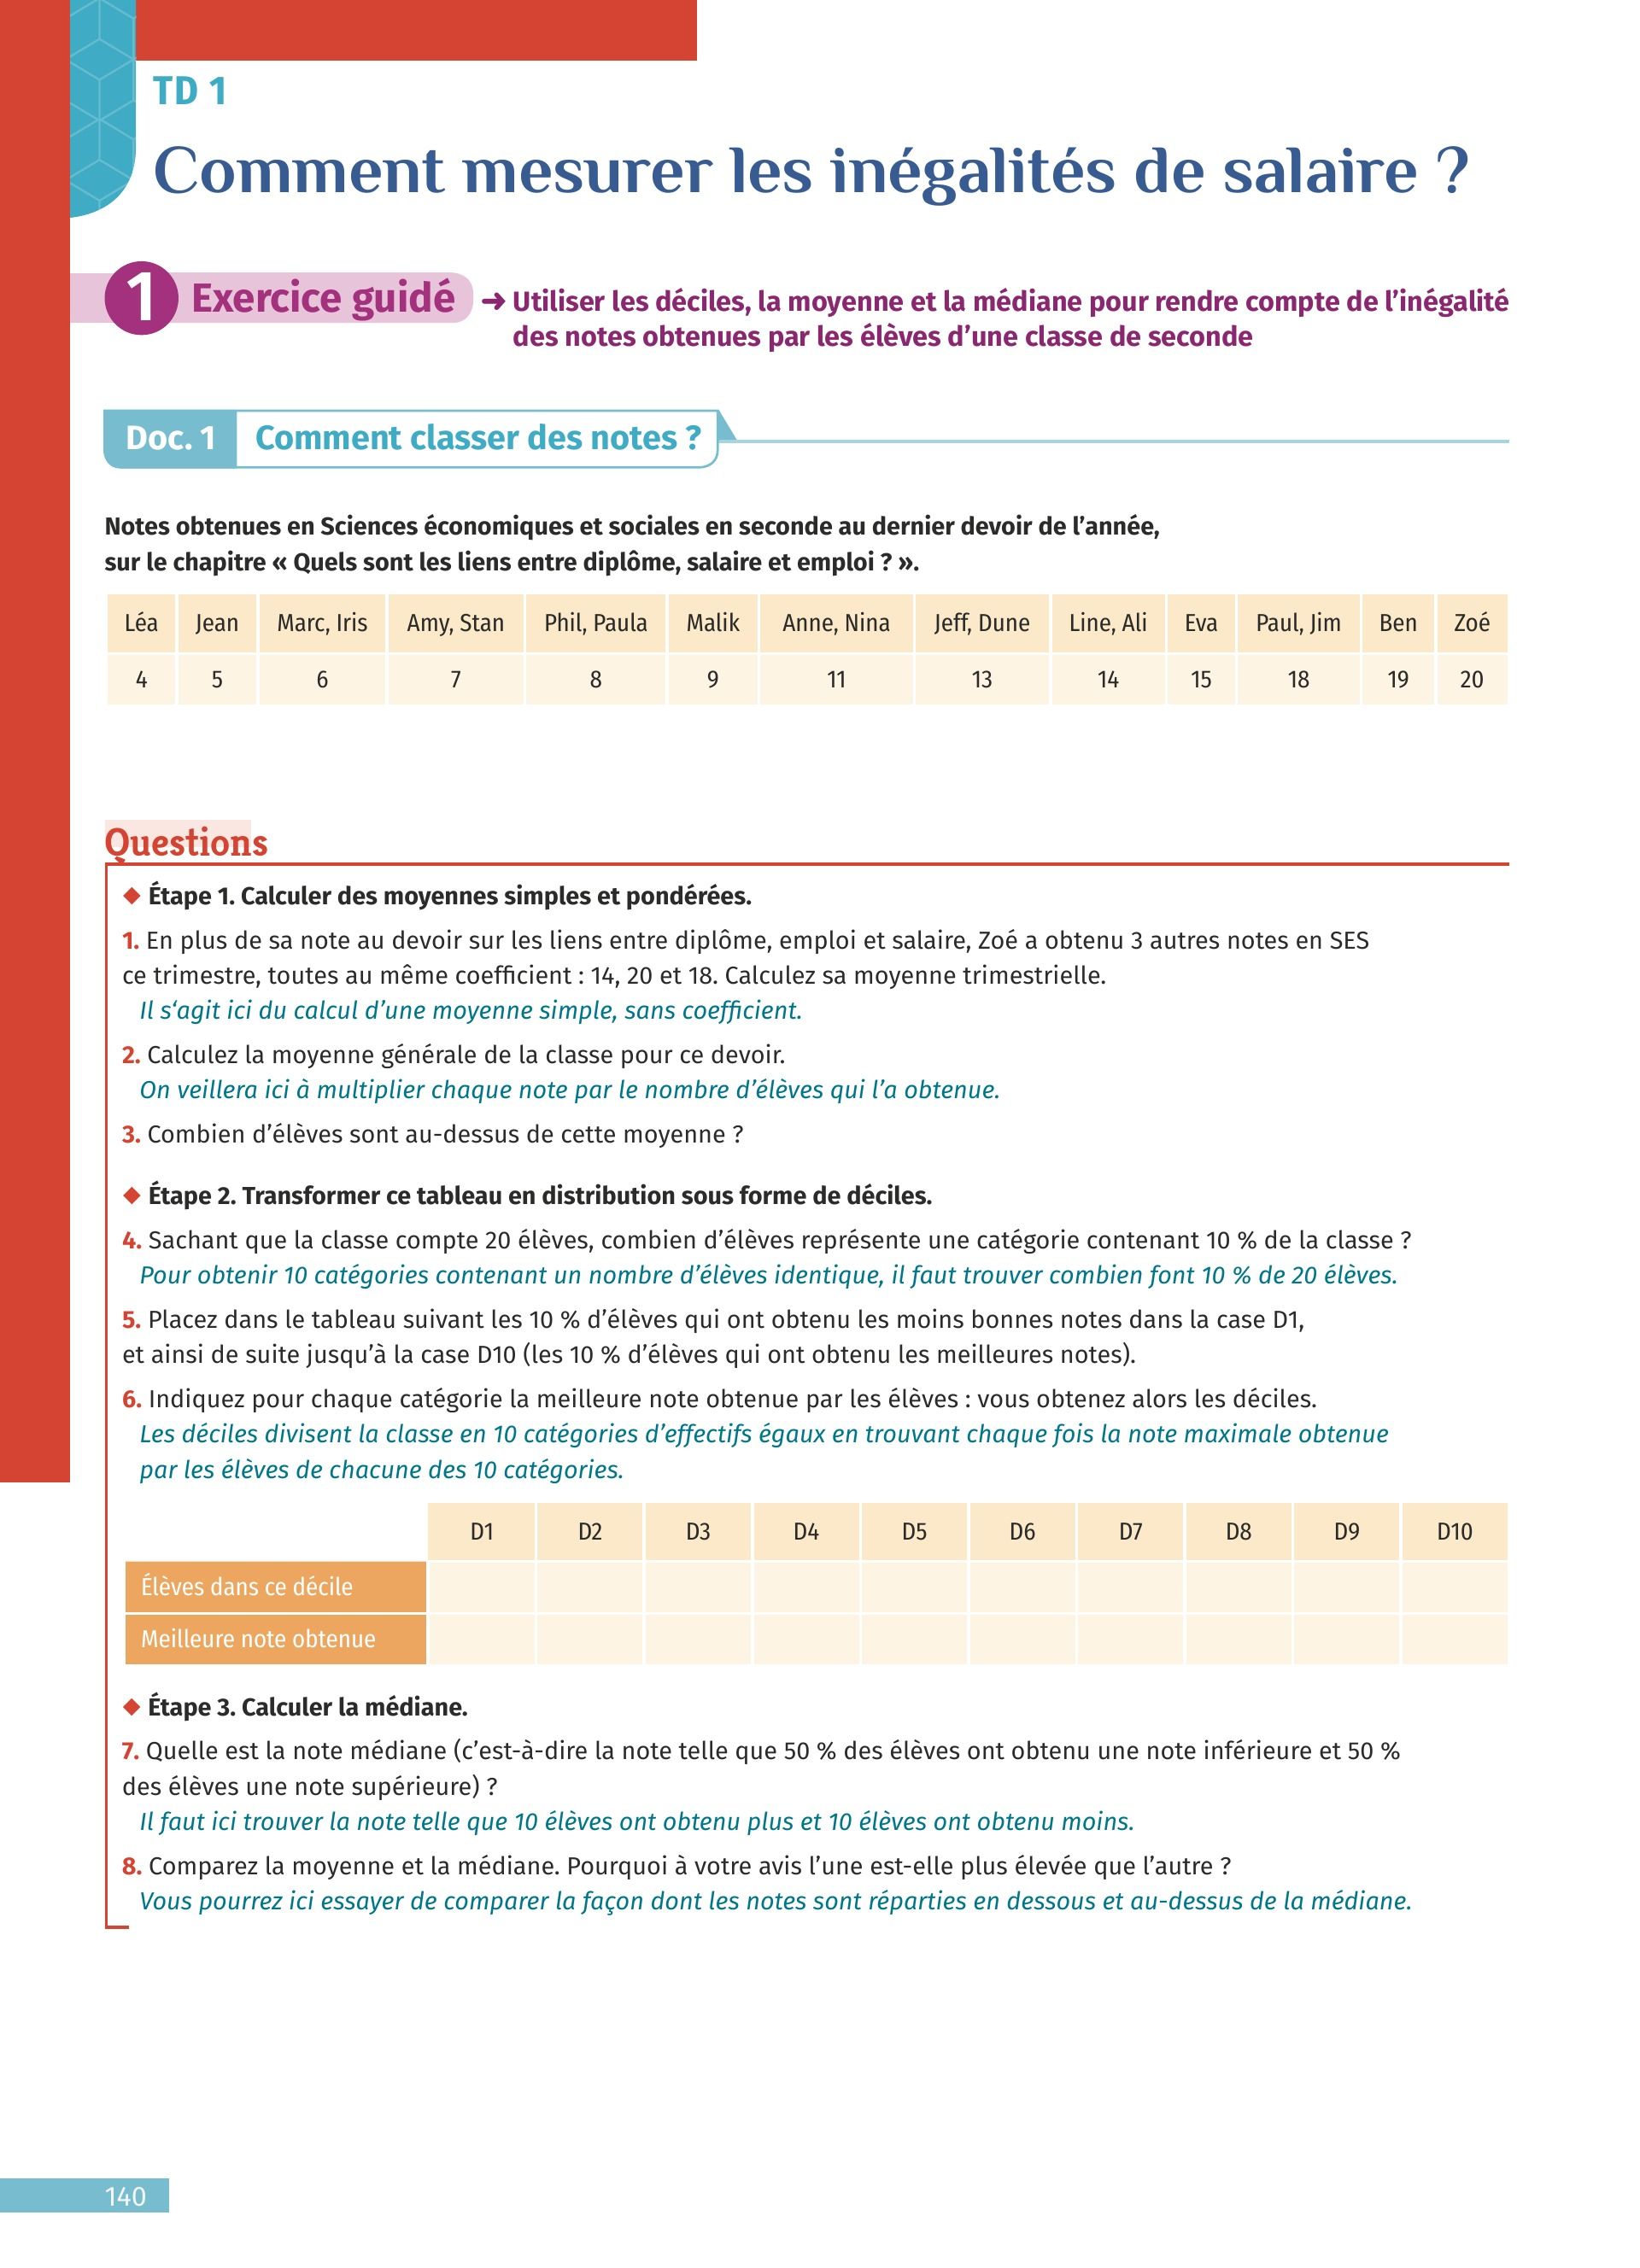 TD 1
Comment mesurer les inégalités de salaire ?
1 Exercice guidé ➜ Utiliser les déciles, la moyenne et la médiane pour rendre compte de l’inégalité
des notes obtenues par les élèves d’une classe de seconde
Doc. 1 Comment classer des notes ?
Notes obtenues en Sciences économiques et sociales en seconde au dernier devoir de l’année,
sur le chapitre « Quels sont les liens entre diplôme, salaire et emploi ? ».
Léa Jean Marc, Iris Amy, Stan Phil, Paula Malik Anne, Nina Jeff, Dune Line, Ali Eva Paul, Jim Ben Zoé
4 5 6 7 8 9 11 13 14 15 18 19 20
Questions
◆ Étape 1. Calculer des moyennes simples et pondérées.
1. En plus de sa note au devoir sur les liens entre diplôme, emploi et salaire, Zoé a obtenu 3 autres notes en SES
ce trimestre, toutes au même coefficient : 14, 20 et 18. Calculez sa moyenne trimestrielle.
Il s‘agit ici du calcul d’une moyenne simple, sans coefficient.
2. Calculez la moyenne générale de la classe pour ce devoir.
On veillera ici à multiplier chaque note par le nombre d’élèves qui l’a obtenue.
3. Combien d’élèves sont au-dessus de cette moyenne ?
◆ Étape 2. Transformer ce tableau en distribution sous forme de déciles.
4. Sachant que la classe compte 20 élèves, combien d’élèves représente une catégorie contenant 10 % de la classe ?
Pour obtenir 10 catégories contenant un nombre d’élèves identique, il faut trouver combien font 10 % de 20 élèves.
5. Placez dans le tableau suivant les 10 % d’élèves qui ont obtenu les moins bonnes notes dans la case D1,
et ainsi de suite jusqu’à la case D10 (les 10 % d’élèves qui ont obtenu les meilleures notes).
6. Indiquez pour chaque catégorie la meilleure note obtenue par les élèves : vous obtenez alors les déciles.
Les déciles divisent la classe en 10 catégories d’effectifs égaux en trouvant chaque fois la note maximale obtenue
par les élèves de chacune des 10 catégories.
D1 D2 D3 D4 D5 D6 D7 D8 D9 D10
Élèves dans ce décile
Meilleure note obtenue
◆ Étape 3. Calculer la médiane.
7. Quelle est la note médiane (c’est-à-dire la note telle que 50 % des élèves ont obtenu une note inférieure et 50 %
des élèves une note supérieure) ?
Il faut ici trouver la note telle que 10 élèves ont obtenu plus et 10 élèves ont obtenu moins.
8. Comparez la moyenne et la médiane. Pourquoi à votre avis l’une est-elle plus élevée que l’autre ?
Vous pourrez ici essayer de comparer la façon dont les notes sont réparties en dessous et au-dessus de la médiane.
140